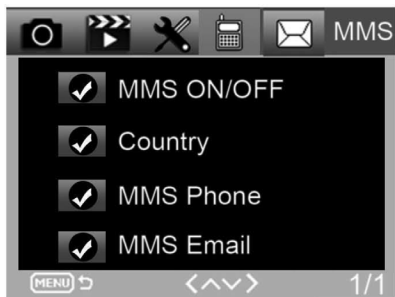 MMS
MMS ON/OFF
Country
MMS Phone
MMS Email
MENU 1/1